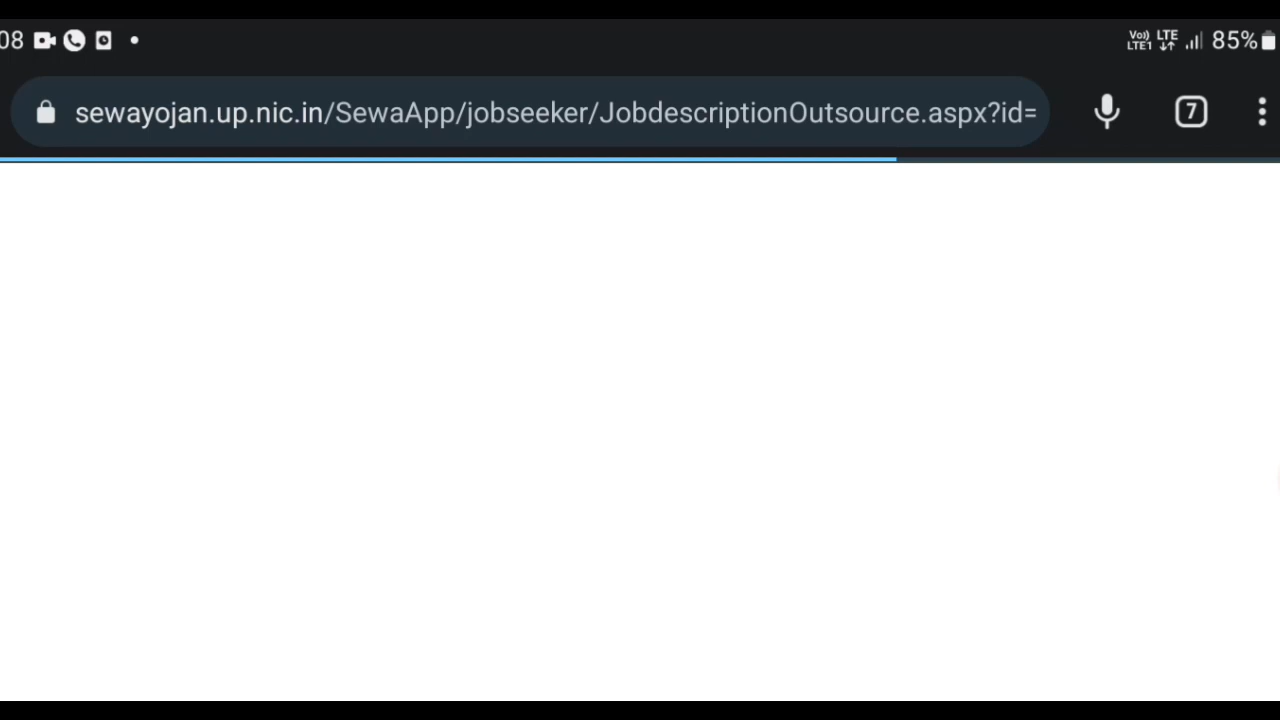 08 Vo) LTE 85%
LTE1
sewayojan.up.nic.in/SewaApp/jobseeker/JobdescriptionOutsource.aspx?id= 7